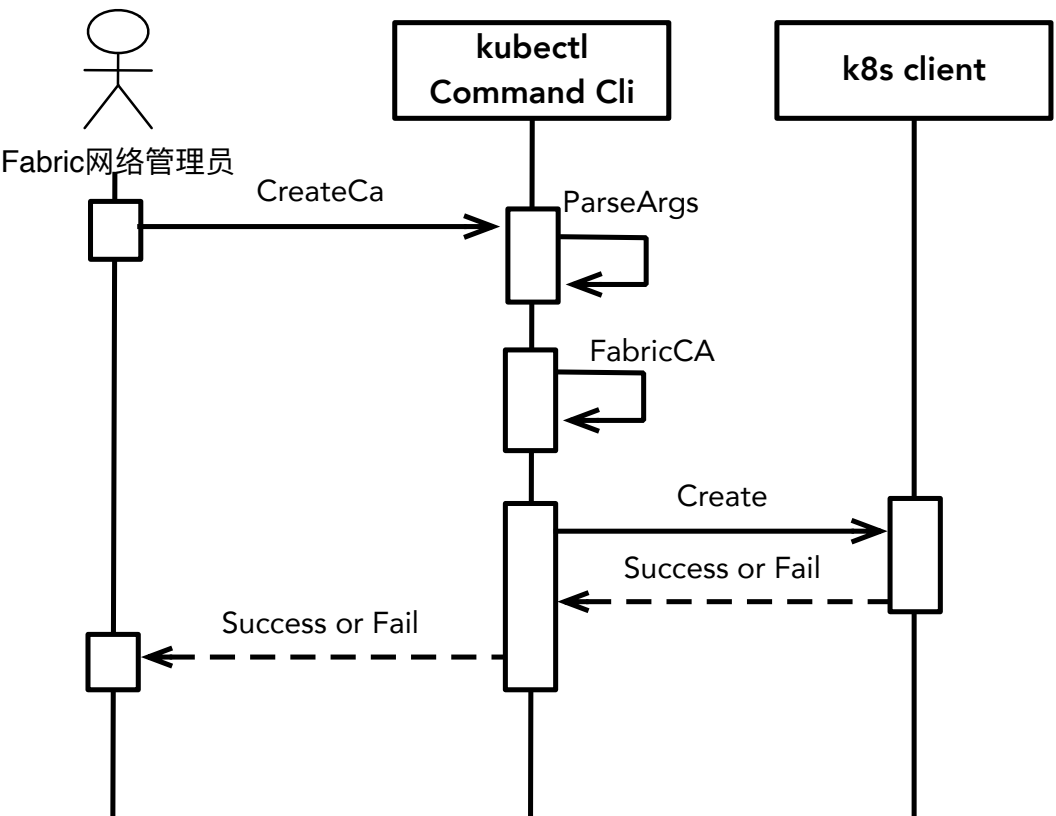 kubectl
Command Cli
k8s client
Fabric网络管理员
CreateCa
ParseArgs
FabricCA
Create
Success or Fail
Success or Fail